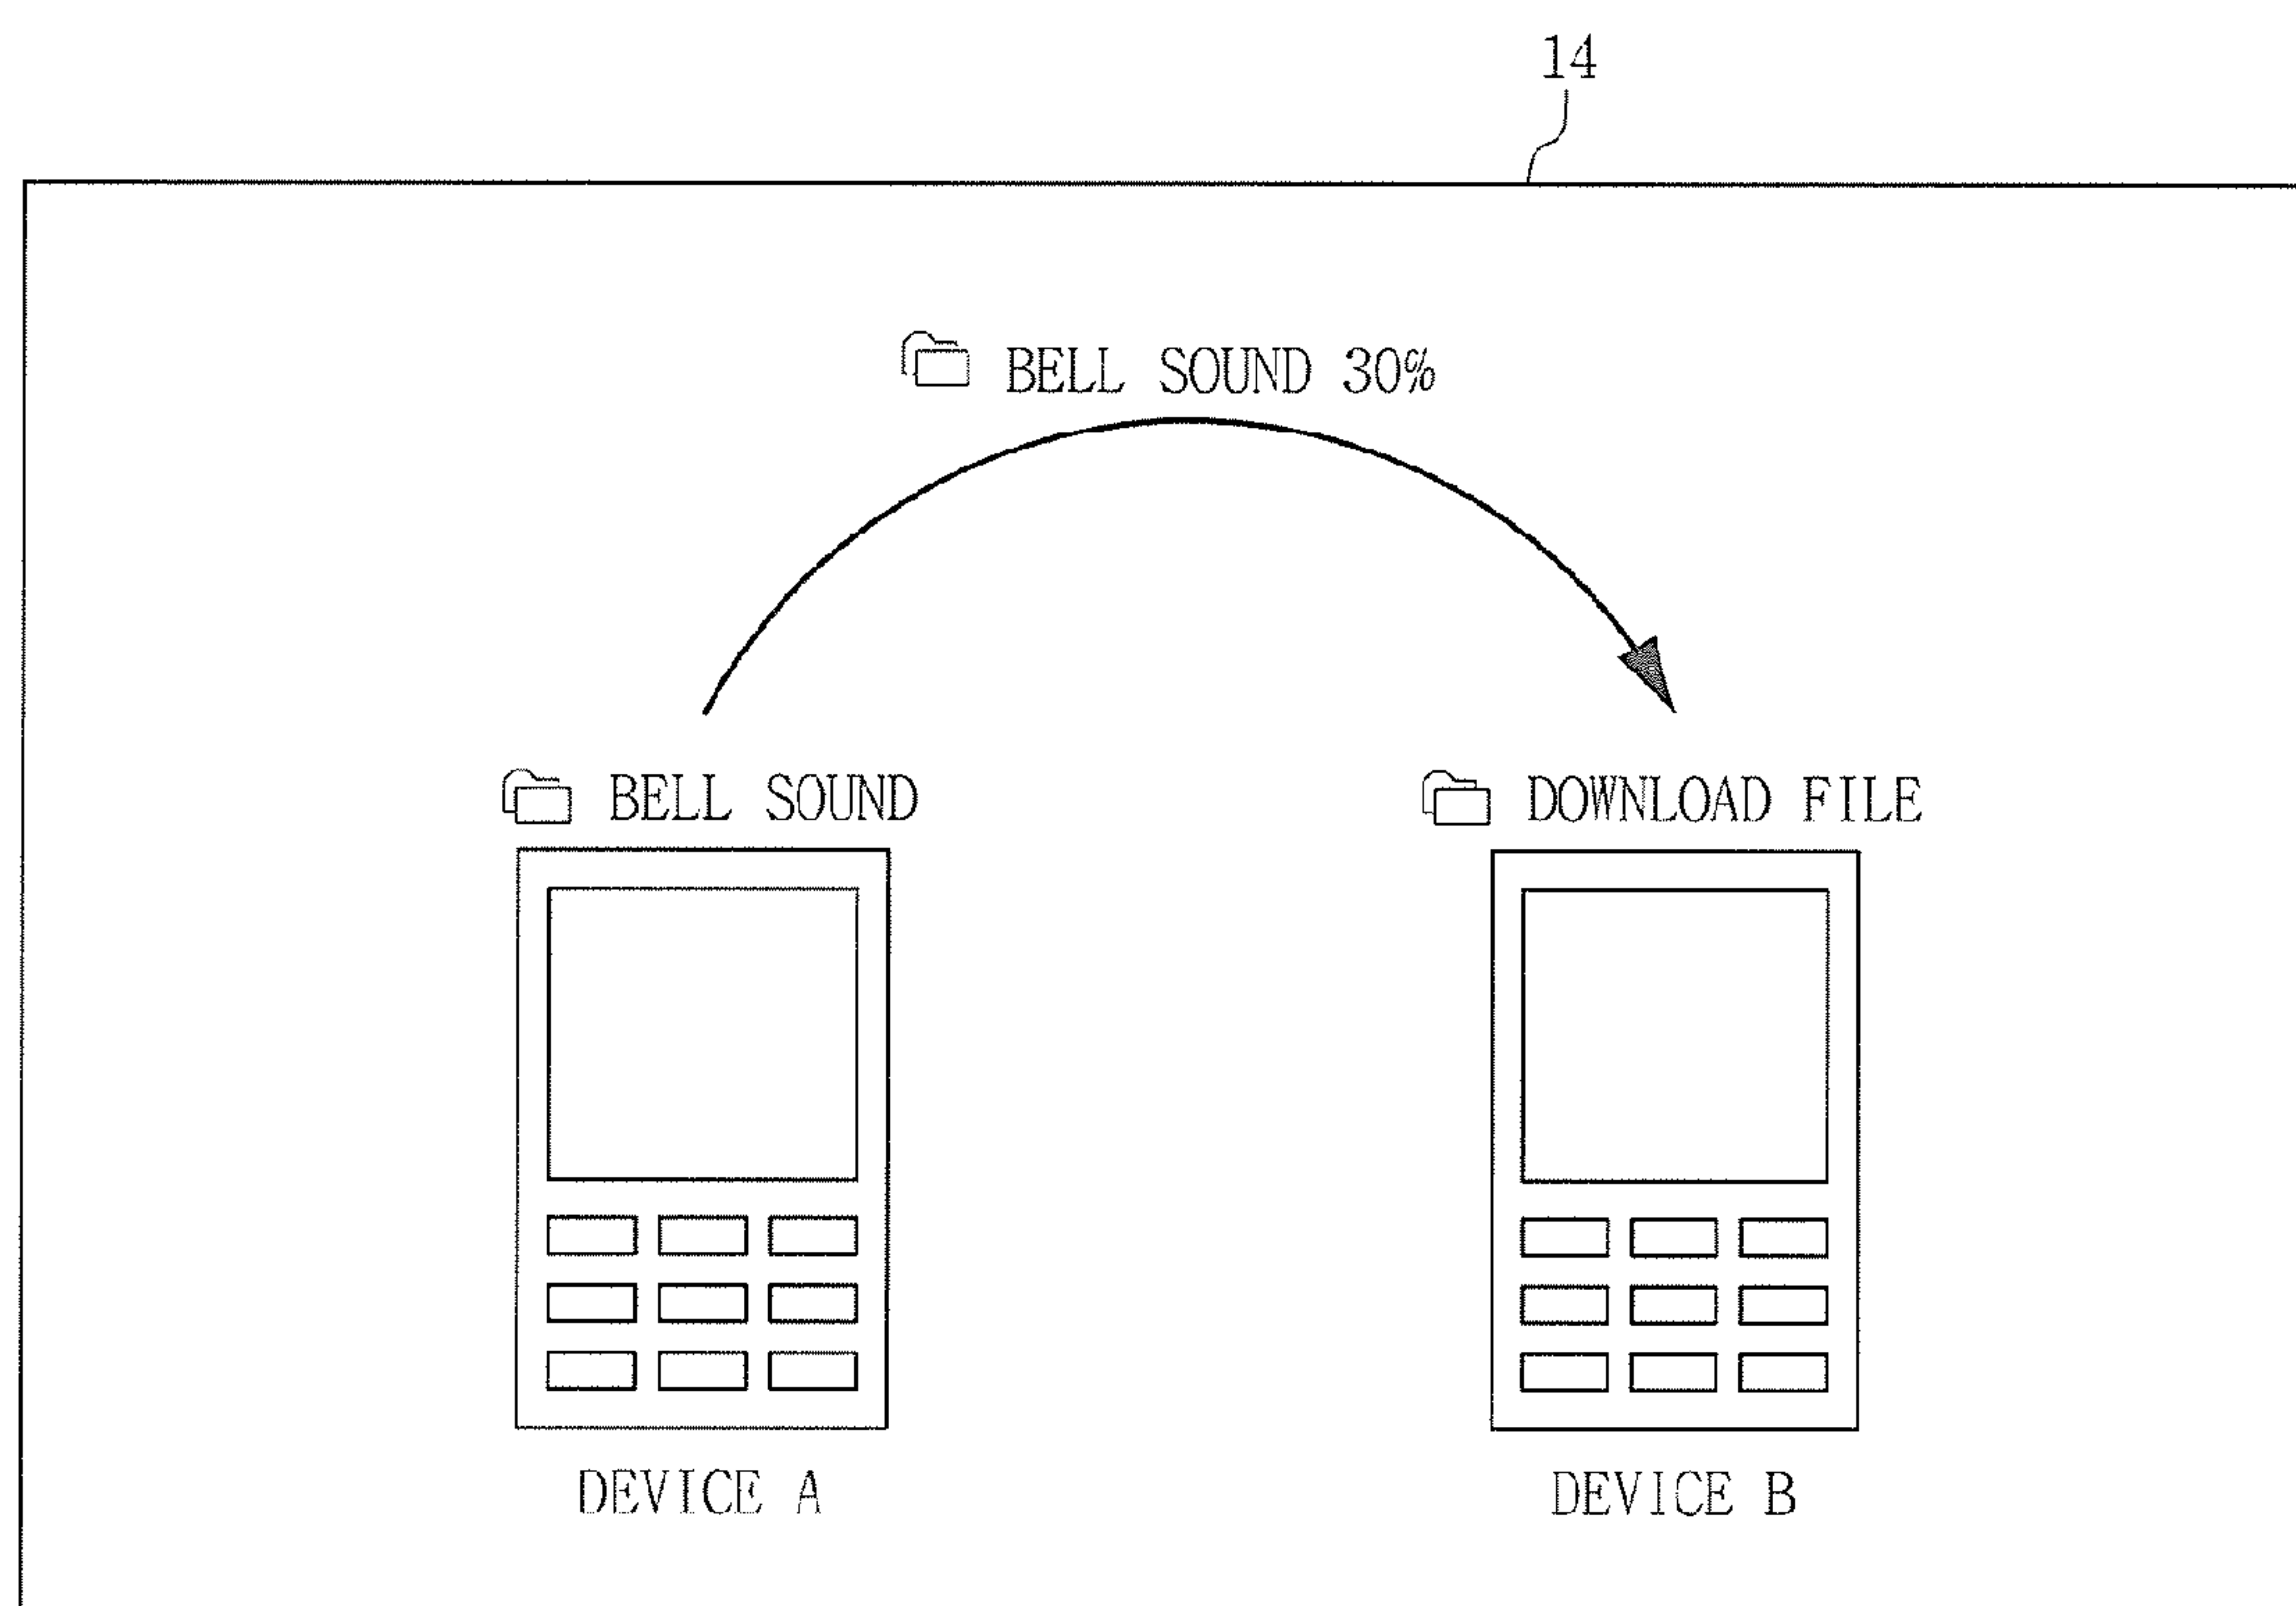 14
BELL SOUND 30%
BELL SOUND
DOWNLOAD FILE
DEVICE A
DEVICE B